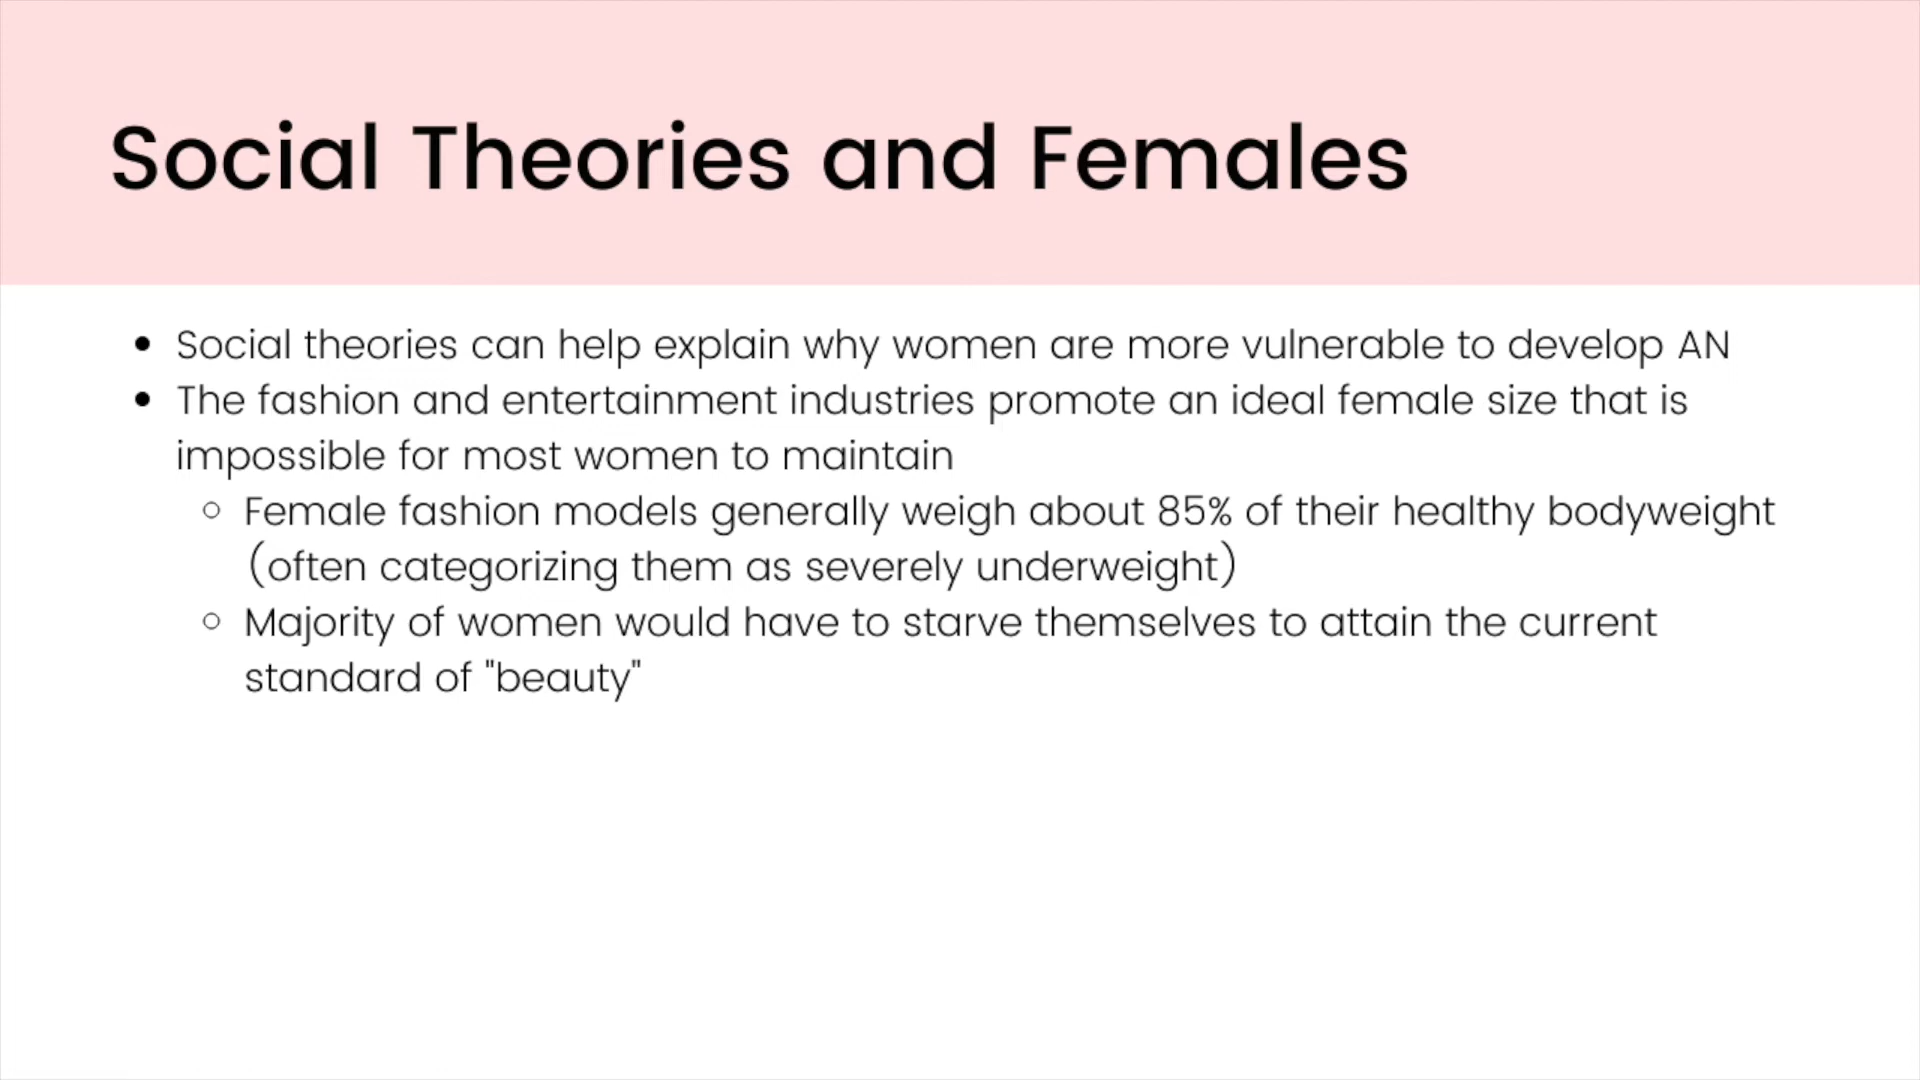 Social Theories and Females
• Social theories can help explain why women are more vulnerable to develop AN
• The fashion and entertainment industries promote an ideal female size that is
impossible for most women to maintain
○ Female fashion models generally weigh about 85% of their healthy bodyweight
(often categorizing them as severely underweight)
○ Majority of women would have to starve themselves to attain the current
standard of "beauty"